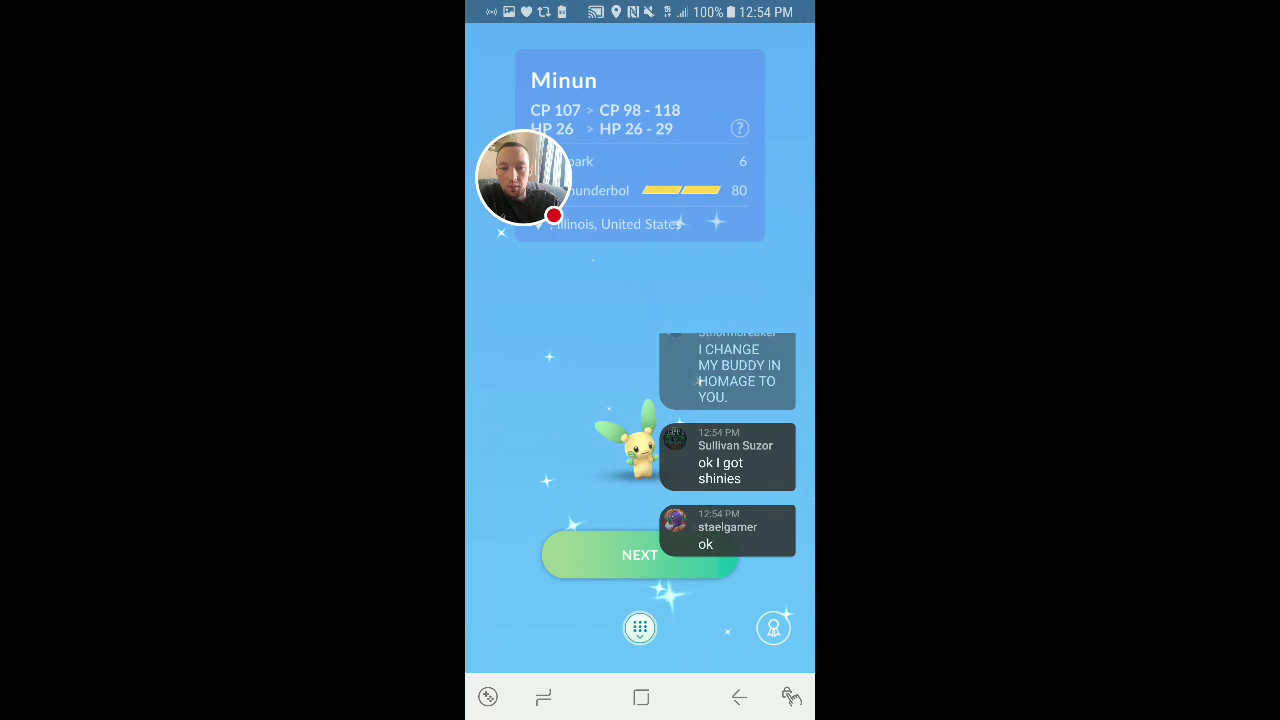 100% 12:54 PM
Minun
CP 107 > CP 98 - 118
HP 26 > HP 26 - 29
?
park 6
hunderbol 80
, Illinois, United States
I CHANGE
MY BUDDY IN
HOMAGE TO
YOU.
12:54 PM
Sullivan Suzor
ok I got
shinies
12:54 PM
staelgamer
ok
NEXT